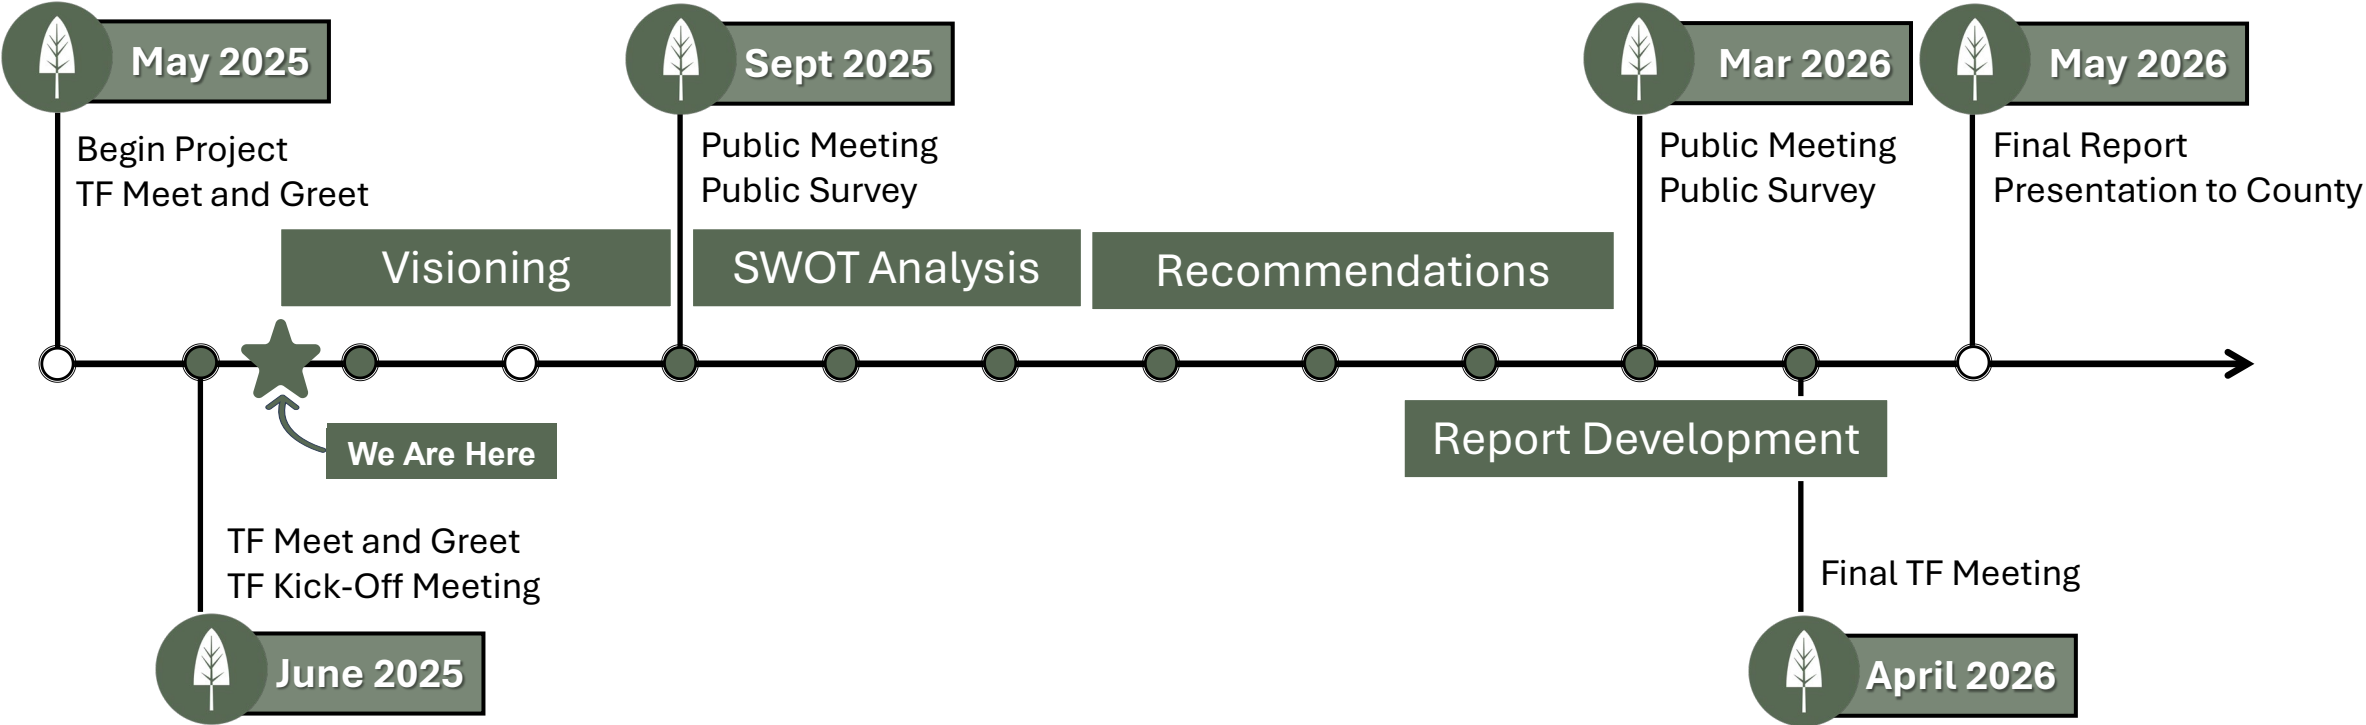 May 2025
Sept 2025
Mar 2026
May 2026
Begin Project
TF Meet and Greet
Public Meeting
Public Survey
Public Meeting
Public Survey
Final Report
Presentation to County
Visioning
SWOT Analysis
Recommendations
We Are Here
Report Development
TF Meet and Greet
TF Kick-Off Meeting
Final TF Meeting
June 2025
April 2026